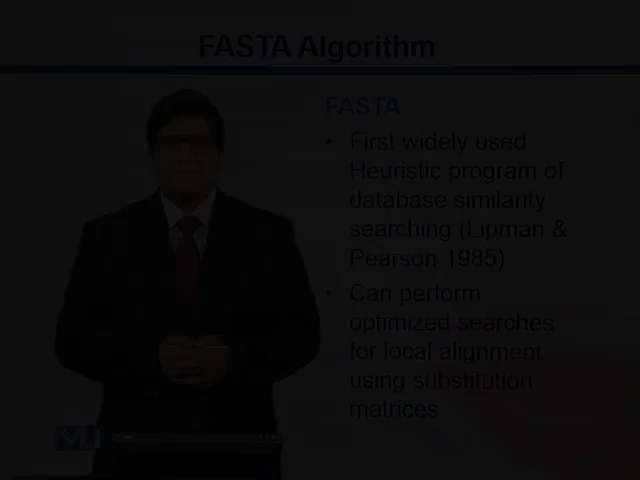 FASTA Algorithm
FASTA
• First widely used
Heuristic program of
database similarity
searching (Lipman &
Pearson 1985)
• Can perform
optimized searches
for local alignment
using substitution
matrices
VU